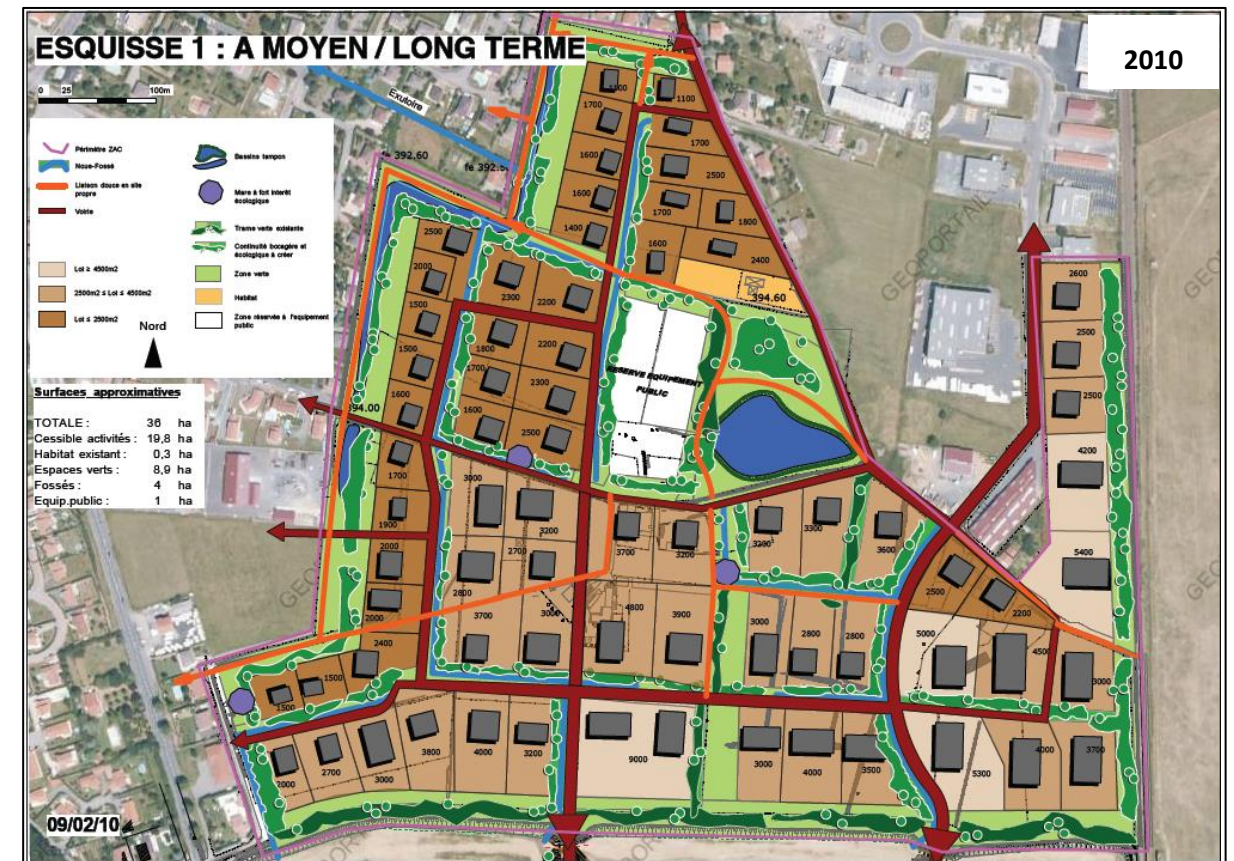 ESQUISSE 1 : A MOYEN / LONG TERME
2010
0 25 100m
Exutoire
fe 392.60
Périmètre ZAC
Noue-Fossé
Liaison douce en site
propre
Voirie
Bassins tampon
Mare à fort intérêt
écologique
Trame verte existante
Continuité bocagère et
écologique à créer
Zone verte
Habitat
Zone réservée à l'equipement
public
Lot ≥ 4500m2
2500m2 ≤ Lot ≤ 4500m2
Lot ≤ 2500m2
Nord
Surfaces approximatives
TOTALE : 36 ha
Cessible activités : 19,8 ha
Habitat existant : 0,3 ha
Espaces verts : 8,9 ha
Fossés : 4 ha
Equip.public : 1 ha
1100
1100
1700
1700
1600
2500
1600
1700
1800
1400
1600
2400
394.60
GEOPORTAIL
2500
2000
2300
2200
1500
1800
2200
1500
1700
2300
1600
1600
2500
394.00
RESERVE EQUIPEMENT
PUBLIC
2600
2500
2500
4200
5400
1700
1900
2000
2000
2400
1500
1500
3000
3200
2700
2800
3700
3000
3700
3200
4800
3900
3200
3300
3600
3000
2800
2800
2500
2200
5000
4500
3000
2000
2700
3000
3800
4000
3200
9000
3000
4000
3500
5300
4000
3700
09/02/10